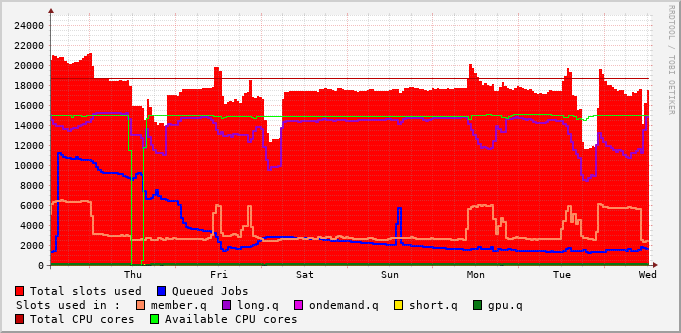 RRDTOOL / TOBI OETIKER
24000
22000
20000
18000
16000
14000
12000
10000
8000
6000
4000
2000
0
Thu Fri Sat Sun Mon Tue Wed
Total slots used Queued Jobs
Slots used in : member.q long.q ondemand.q short.q gpu.q
Total CPU cores Available CPU cores